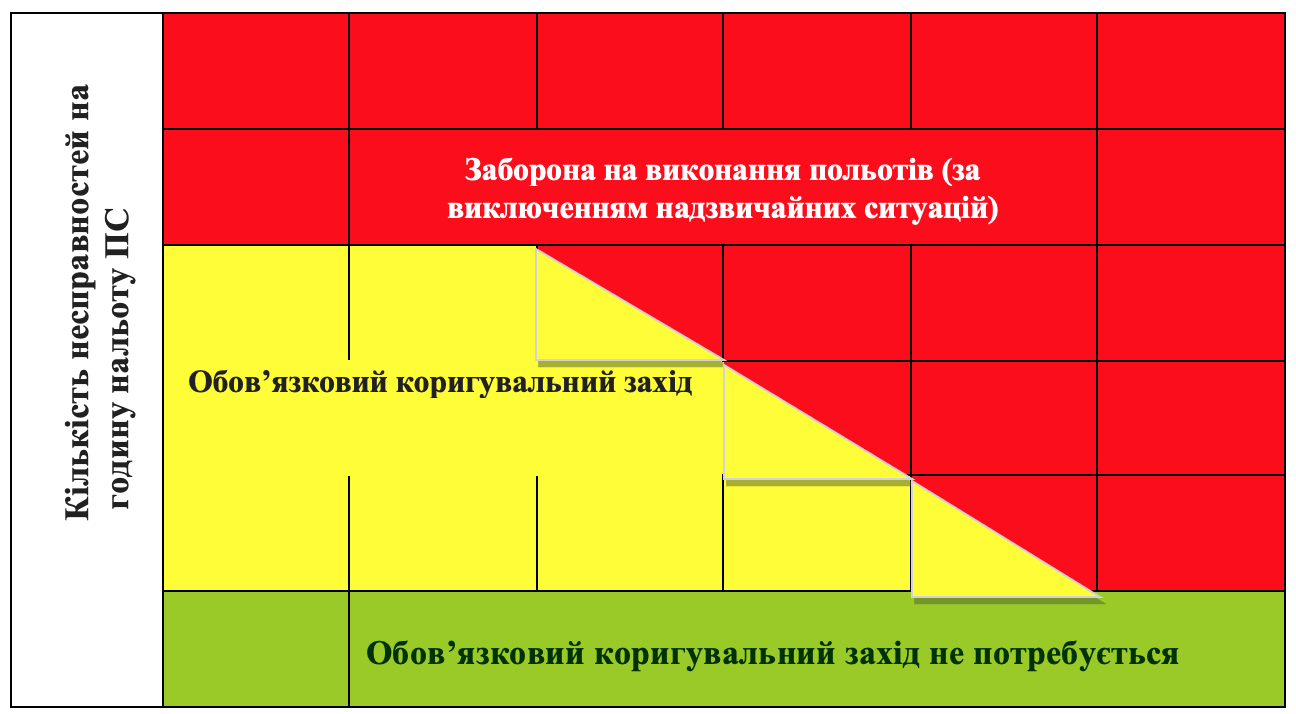 Кількість несправностей на
годину нальоту ПС
Заборона на виконання польотів (за
виключенням надзвичайних ситуацій)
Обов’язковий коригувальний захід
Обов’язковий коригувальний захід не потребується